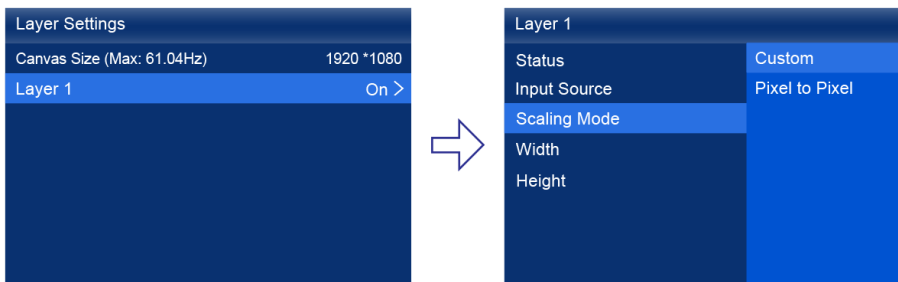 Layer Settings
Canvas Size (Max: 61.04Hz) 1920 *1080
Layer 1 On >
Layer 1
Status Custom
Input Source Pixel to Pixel
Scaling Mode
Width
Height